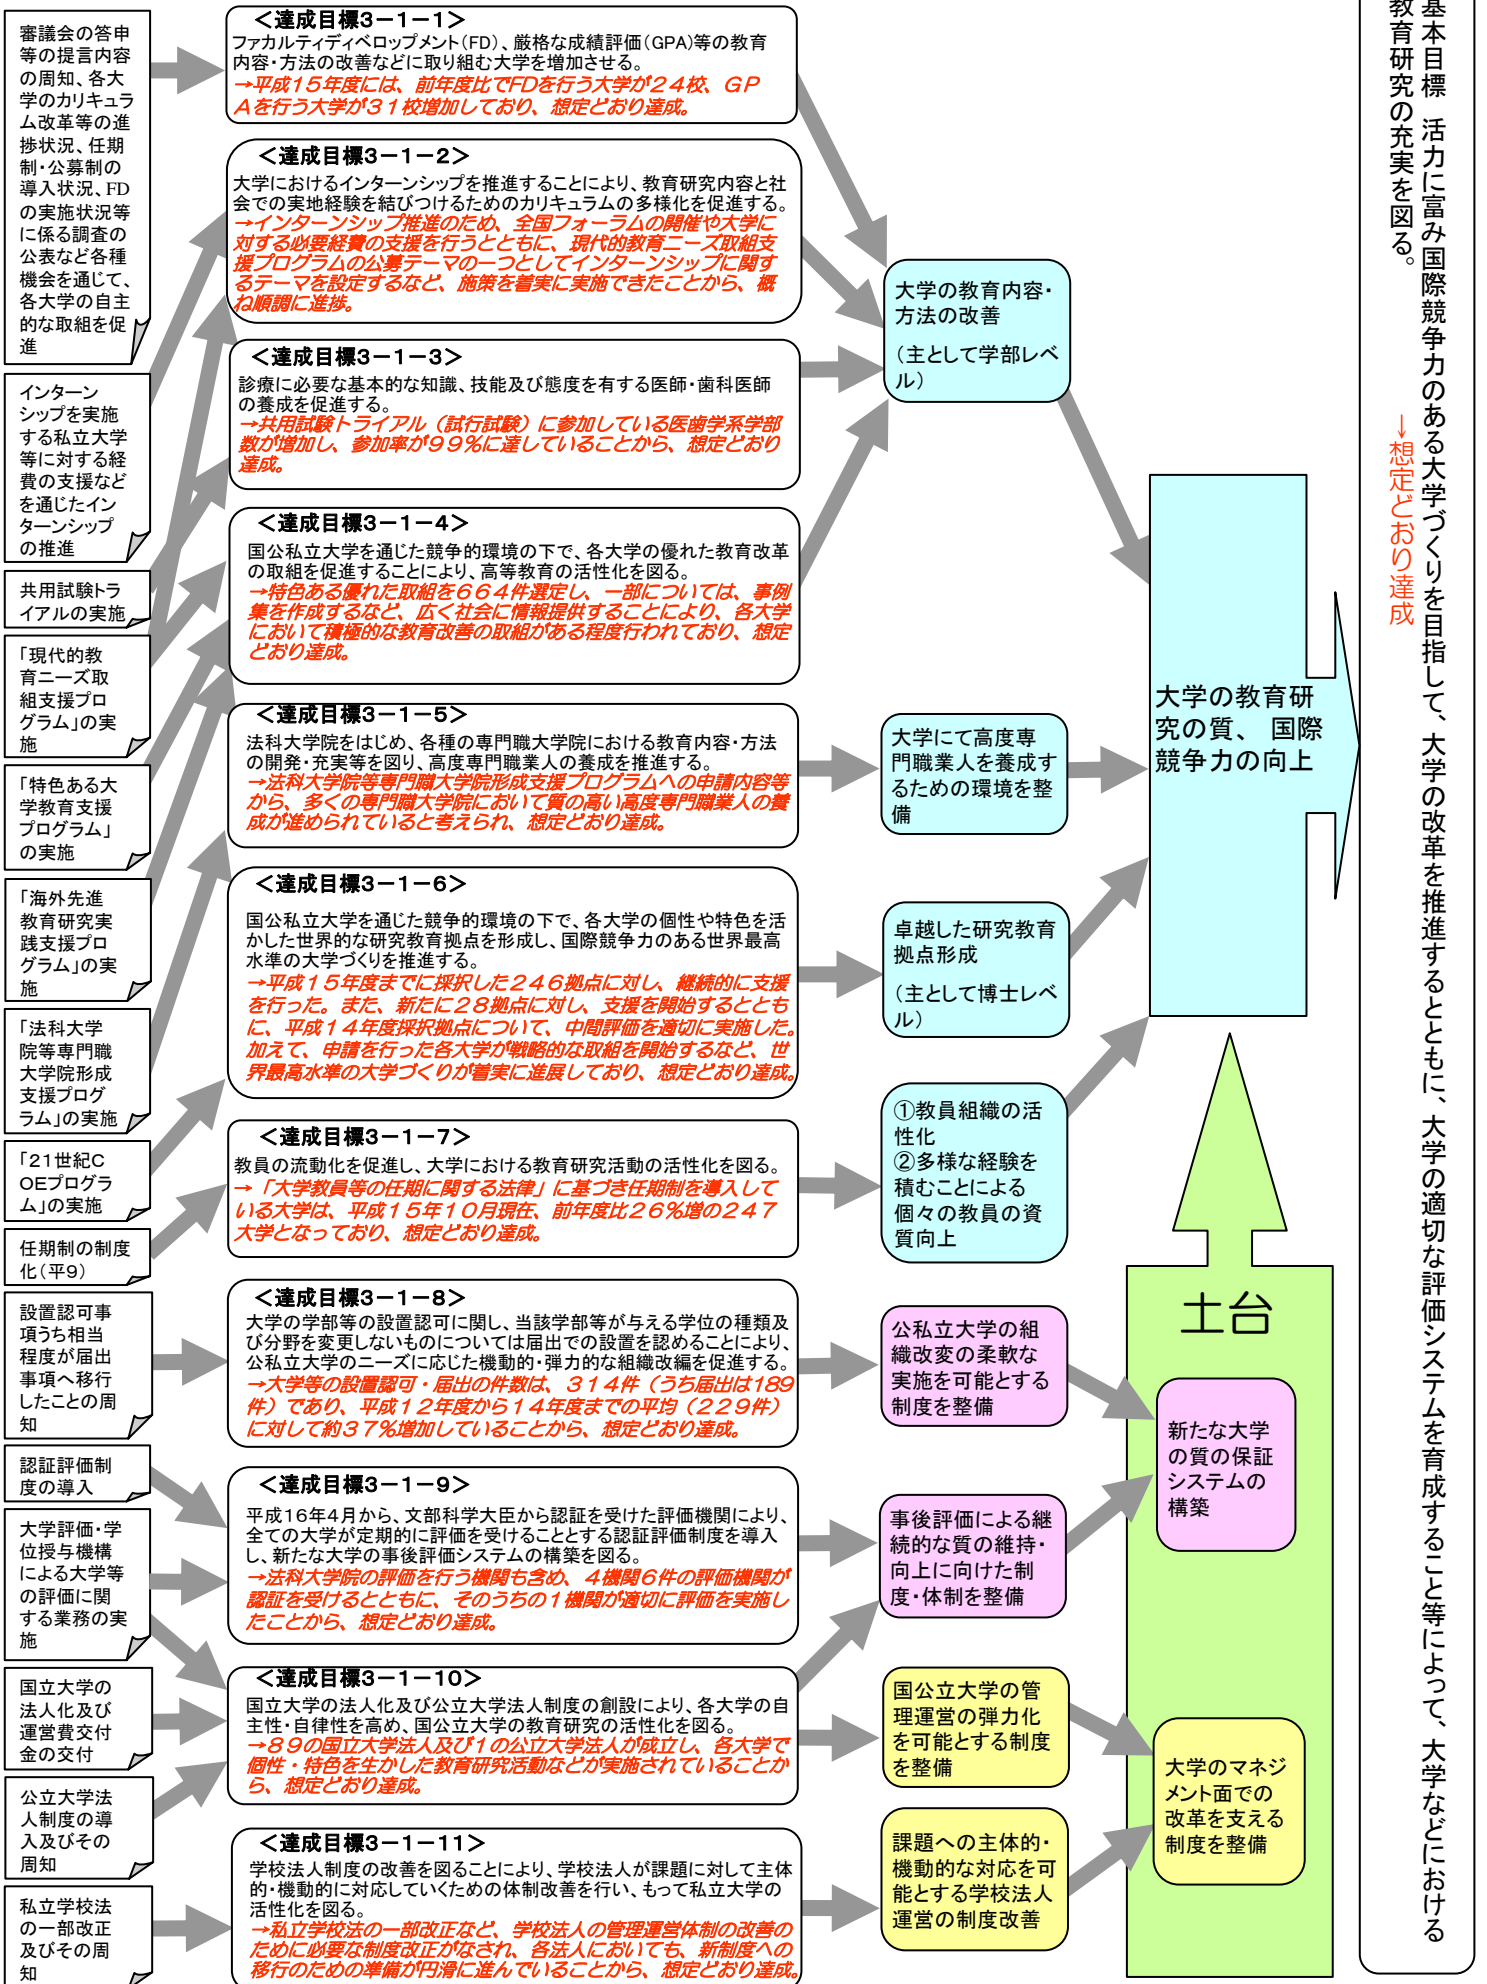 審議会の答申
等の提言内容
の周知、各大
学のカリキュラ
ム改革等の進
捗状況、任期
制・公募制の
導入状況、FD
の実施状況等
に係る調査の
公表など各種
機会を通じて、
各大学の自主
的な取組を促
進
インターン
シップを実施
する私立大学
等に対する経
費の支援など
を通じたイン
ターンシップ
の推進
共用試験トラ
イアルの実施
「現代的教
育ニーズ取
組支援プロ
グラム」の実
施
「特色ある大
学教育支援
プログラム」
の実施
「海外先進
教育研究実
践支援プロ
グラム」の実
施
「法科大学
院等専門職
大学院形成
支援プログ
ラム」の実施
「21世紀C
OEプログラ
ム」の実施
任期制の制度
化(平9)
設置認可事
項うち相当
程度が届出
事項へ移行
したことの周
知
認証評価制
度の導入
大学評価・学
位授与機構
による大学等
の評価に関
する業務の実
施
国立大学の
法人化及び
運営費交付
金の交付
公立大学法
人制度の導
入及びその
周知
私立学校法
の一部改正
及びその周
知
＜達成目標3－1－1＞
ファカルティディベロップメント(FD)、厳格な成績評価(GPA)等の教育
内容・方法の改善などに取り組む大学を増加させる。
→平成１５年度には、前年度比でFDを行う大学が２４校、ＧＰ
Ａを行う大学が３１校増加しており、想定どおり達成。
＜達成目標3－1－2＞
大学におけるインターンシップを推進することにより、教育研究内容と社
会での実地経験を結びつけるためのカリキュラムの多様化を促進する。
→インターンシップ推進のため、全国フォーラムの開催や大学に
対する必要経費の支援を行うとともに、現代的教育ニーズ取組支
援プログラムの公募テーマの一つとしてインターンシップに関す
るテーマを設定するなど、施策を着実に実施できたことから、概
ね順調に進捗。
＜達成目標3－1－3＞
診療に必要な基本的な知識、技能及び態度を有する医師・歯科医師
の養成を促進する。
→共用試験トライアル（試行試験）に参加している医歯学系学部
数が増加し、参加率が９９％に達していることから、想定どおり
達成。
＜達成目標3－1－4＞
国公私立大学を通じた競争的環境の下で、各大学の優れた教育改革
の取組を促進することにより、高等教育の活性化を図る。
→特色ある優れた取組を６６４件選定し、一部については、事例
集を作成するなど、広く社会に情報提供することにより、各大学
において積極的な教育改善の取組がある程度行われており、想定
どおり達成。
＜達成目標3－1－5＞
法科大学院をはじめ、各種の専門職大学院における教育内容・方法
の開発・充実等を図り、高度専門職業人の養成を推進する。
→法科大学院等専門職大学院形成支援プログラムへの申請内容等
から、多くの専門職大学院において質の高い高度専門職業人の養
成が進められていると考えられ、想定どおり達成。
＜達成目標3－1－6＞
国公私立大学を通じた競争的環境の下で、各大学の個性や特色を活
かした世界的な研究教育拠点を形成し、国際競争力のある世界最高
水準の大学づくりを推進する。
→平成１５年度までに採択した２４６拠点に対し、継続的に支援
を行った。また、新たに２８拠点に対し、支援を開始するととも
に、平成１４年度採択拠点について、中間評価を適切に実施した。
加えて、申請を行った各大学が戦略的な取組を開始するなど、世
界最高水準の大学づくりが着実に進展しており、想定どおり達成。
＜達成目標3－1－7＞
教員の流動化を促進し、大学における教育研究活動の活性化を図る。
→「大学教員等の任期に関する法律」に基づき任期制を導入して
いる大学は、平成１５年１０月現在、前年度比２６％増の２４７
大学となっており、想定どおり達成。
＜達成目標3－1－8＞
大学の学部等の設置認可に関し、当該学部等が与える学位の種類及
び分野を変更しないものについては届出での設置を認めることにより、
公私立大学のニーズに応じた機動的・弾力的な組織改編を促進する。
→大学等の設置認可・届出の件数は、３１４件（うち届出は189
件）であり、平成１２年度から１４年度までの平均（２２９件）
に対して約３７％増加していることから、想定どおり達成。
＜達成目標3－1－9＞
平成16年4月から、文部科学大臣から認証を受けた評価機関により、
全ての大学が定期的に評価を受けることとする認証評価制度を導入
し、新たな大学の事後評価システムの構築を図る。
→法科大学院の評価を行う機関も含め、４機関６件の評価機関が
認証を受けるとともに、そのうちの１機関が適切に評価を実施し
たことから、想定どおり達成。
＜達成目標3－1－10＞
国立大学の法人化及び公立大学法人制度の創設により、各大学の自
主性・自律性を高め、国公立大学の教育研究の活性化を図る。
→８９の国立大学法人及び１の公立大学法人が成立し、各大学で
個性・特色を生かした教育研究活動などが実施されていることか
ら、想定どおり達成。
＜達成目標3－1－11＞
学校法人制度の改善を図ることにより、学校法人が課題に対して主体
的・機動的に対応していくための体制改善を行い、もって私立大学の
活性化を図る。
→私立学校法の一部改正など、学校法人の管理運営体制の改善の
ために必要な制度改正がなされ、各法人においても、新制度への
移行のための準備が円滑に進んでいることから、想定どおり達成。
大学の教育内容・
方法の改善
（主として学部レベ
ル）
大学にて高度専
門職業人を養成す
るための環境を整
備
卓越した研究教育
拠点形成
（主として博士レベ
ル）
①教員組織の活
性化
②多様な経験を
積むことによる
個々の教員の資
質向上
公私立大学の組
織改変の柔軟な
実施を可能とする
制度を整備
事後評価による継
続的な質の維持・
向上に向けた制
度・体制を整備
国公立大学の管
理運営の弾力化
を可能とする制度
を整備
課題への主体的・
機動的な対応を可
能とする学校法人
運営の制度改善
大学の教育研
究の質、 国際
競争力の向上
土台
新たな大学
の質の保証
システムの
構築
大学のマネジ
メント面での
改革を支える
制度を整備
基本目標 活力に富み国際競争力のある大学づくりを目指して、大学の改革を推進するとともに、大学の適切な評価システムを育成すること等によって、大学などにおける
教育研究の充実を図る。
→想定どおり達成